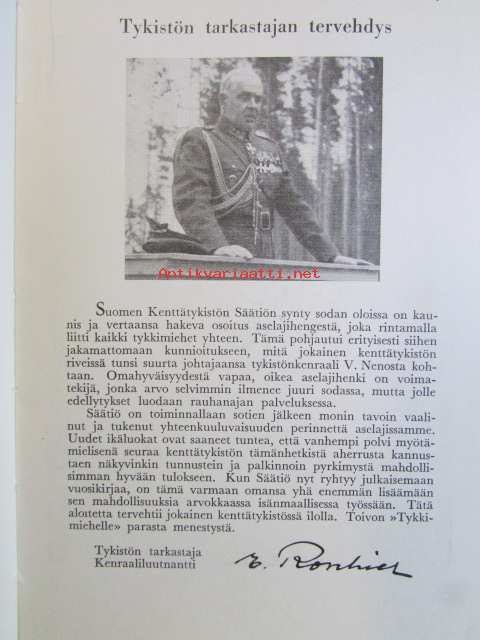 Tykistön tarkastajan tervehdys
Antikvariaatti.net
Suomen Kenttätykistön Säätiön synty sodan oloissa on kau-
nis ja vertaansa hakeva osoitus aselajihengestä, joka rintamalla
liitti kaikki tykkimiehet yhteen. Tämä pohjautui erityisesti siihen
jakamattomaan kunnioitukseen, mitä jokainen kenttätykistön
riveissä tunsi suurta johtajaansa tykistönkenraali V. Nenosta koh-
taan. Omahyväisyydestä vapaa, oikea aselajihenki on voima-
tekijä, jonka arvo selvimmin ilmenee juuri sodassa, mutta jolle
edellytykset luodaan rauhanajan palveluksessa.
Säätiö on toiminnallaan sotien jälkeen monin tavoin vaali-
nut ja tukenut yhteenkuuluvaisuuden perinnettä aselajissamme.
Uudet ikäluokat ovat saaneet tuntea, että vanhempi polvi myötä-
mielisenä seuraa kenttätykistön tämänhetkistä aherrusta kannus-
taen näkyvinkin tunnustein ja palkinnoin pyrkimystä mahdolli-
simman hyvään tulokseen. Kun Säätiö nyt ryhtyy julkaisemaan
vuosikirjaa, on tämä varmaan omansa yhä enemmän lisäämään
sen mahdollisuuksia arvokkaassa isänmaallisessa työssään. Tätä
alostetta tervehtii jokainen kenttätykistössä ilolla. Toivon »Tykki-
miehelle» parasta menestystä.
Tykistön tarkastaja
Kenraaliluutnantti